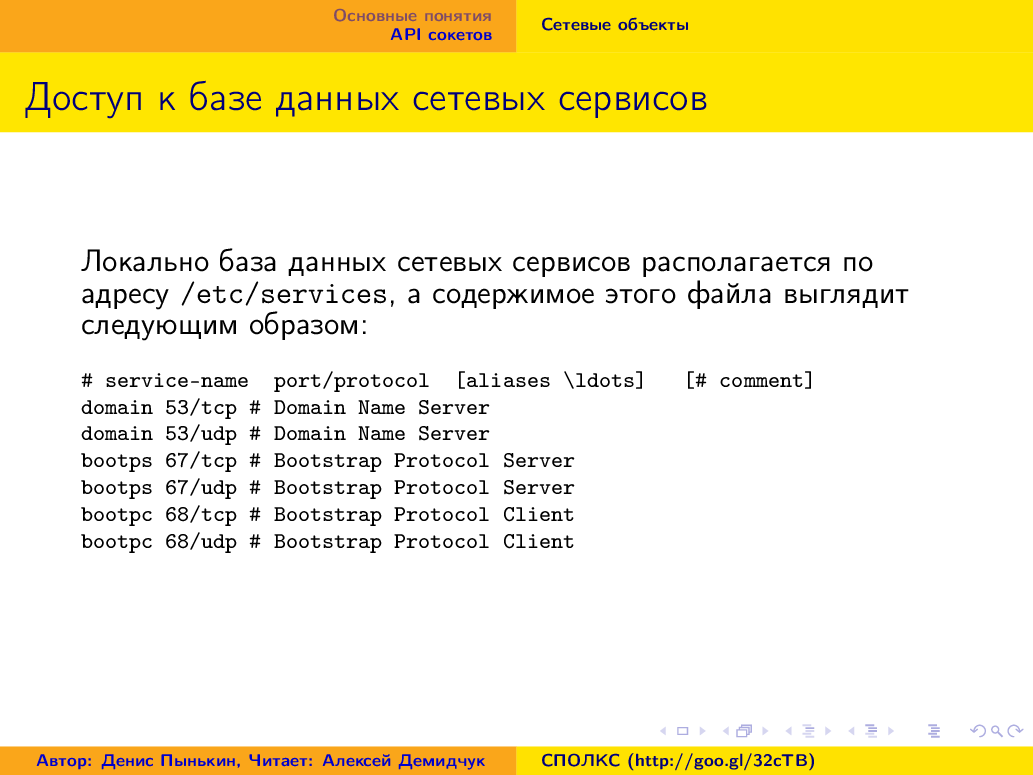 Основные понятия
API сокетов
Сетевые объекты
Доступ к базе данных сетевых сервисов
Локально база данных сетевых сервисов располагается по
адресу /etc/services, а содержимое этого файла выглядит
следующим образом:
# service-name port/protocol [aliases \ldots] [# comment]
domain 53/tcp # Domain Name Server
domain 53/udp # Domain Name Server
bootps 67/tcp # Bootstrap Protocol Server
bootps 67/udp # Bootstrap Protocol Server
bootpc 68/tcp # Bootstrap Protocol Client
bootpc 68/udp # Bootstrap Protocol Client
Автор: Денис Пынькин, Читает: Алексей Демидчук
СПОЛКС (http://goo.gl/32cTB)